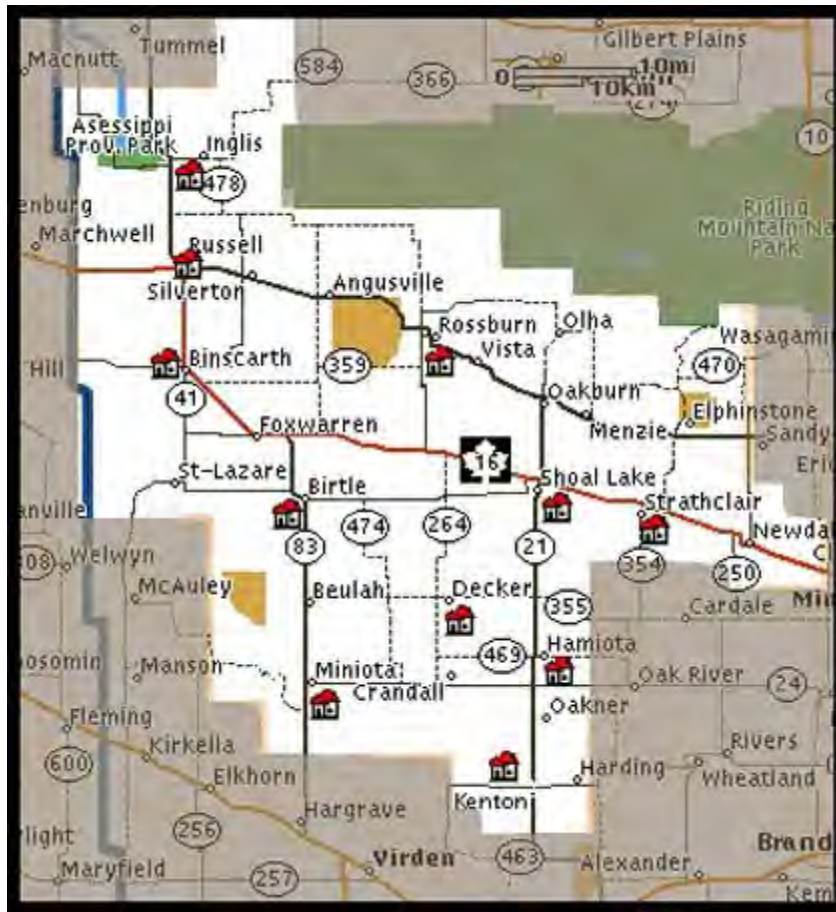 Tummel
Macnutt
Gilbert Plains
584
366
0
10mi
10km
274
10
Asessippi
Prov. Park
Inglis
478
enburg
Marchwell
Riding
Mountain Na
Park
Russell
Silverton
Angusville
Rossburn
Olha
Vista
Wasagamin
Hill
Binscarth
359
470
41
Oakburn
Elphinstone
Foxwarren
Menzie
Sandy
16
Eric
St-Lazare
Birtle
Shoal Lake
Strathclair
anville
474
264
Newda
83
21
Welwyn
354
250
McAuley
Beulah
Decker
355
Cardale
Min
469
Hamiota
osomin
Manson
Miniota
Crandall
Oak River
24
Oakner
Fleming
Kirkella
Rivers
600
Elkhorn
Harding
Wheatland
Kenton
Hargrave
256
ylight
Virden
463
Brand
Maryfield
257
Alexander
Kem